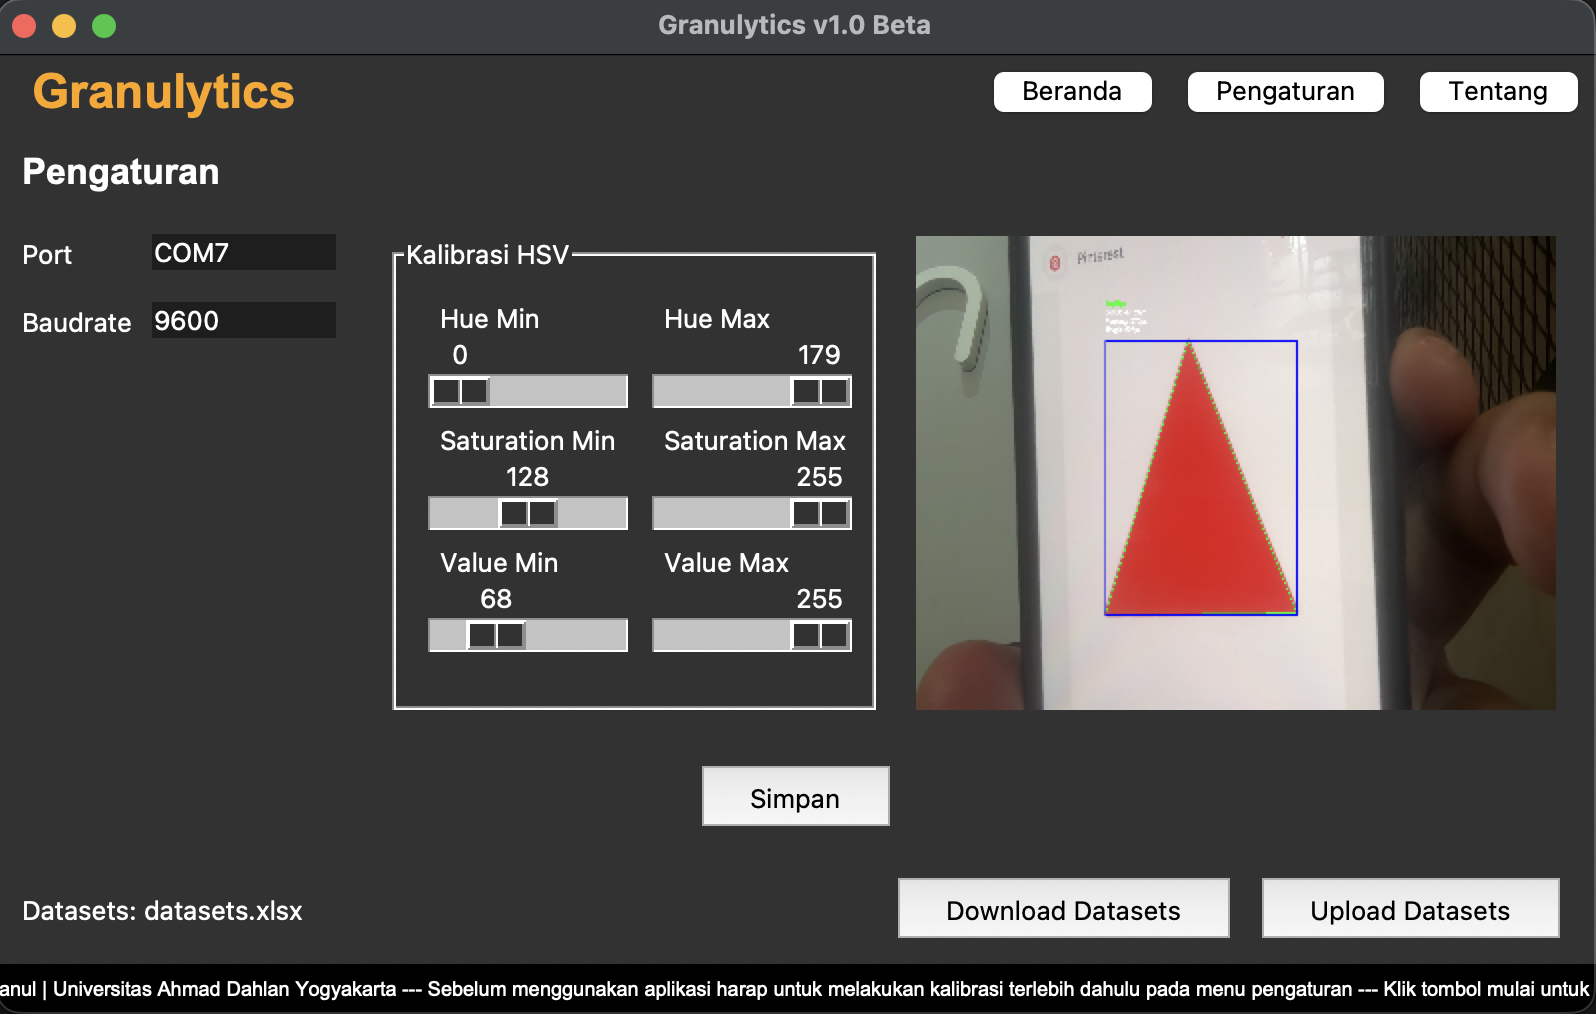 Granulytics v1.0 Beta
Granulytics
Beranda
Pengaturan
Tentang
Pengaturan
Port
COM7
Baudrate
9600
Kalibrasi HSV
Hue Min
Hue Max
0
179
Saturation Min
Saturation Max
128
255
Value Min
Value Max
68
255
Pinterest
Simpan
Datasets: datasets.xlsx
Download Datasets
Upload Datasets
anul | Universitas Ahmad Dahlan Yogyakarta --- Sebelum menggunakan aplikasi harap untuk melakukan kalibrasi terlebih dahulu pada menu pengaturan --- Klik tombol mulai untuk